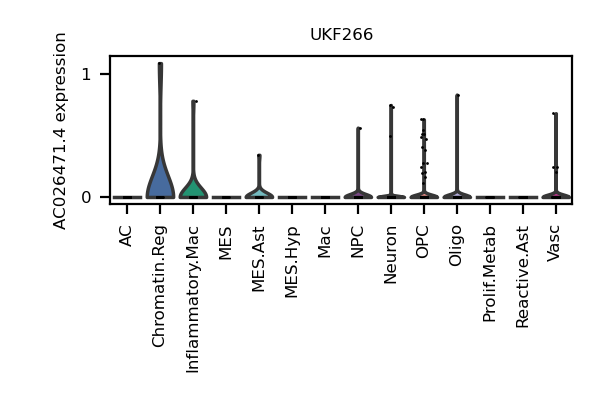 UKF266
AC026471.4 expression
1
0
AC
Chromatin.Reg
Inflammatory.Mac
MES
MES.Ast
MES.Hyp
Mac
NPC
Neuron
OPC
Oligo
Prolif.Metab
Reactive.Ast
Vasc